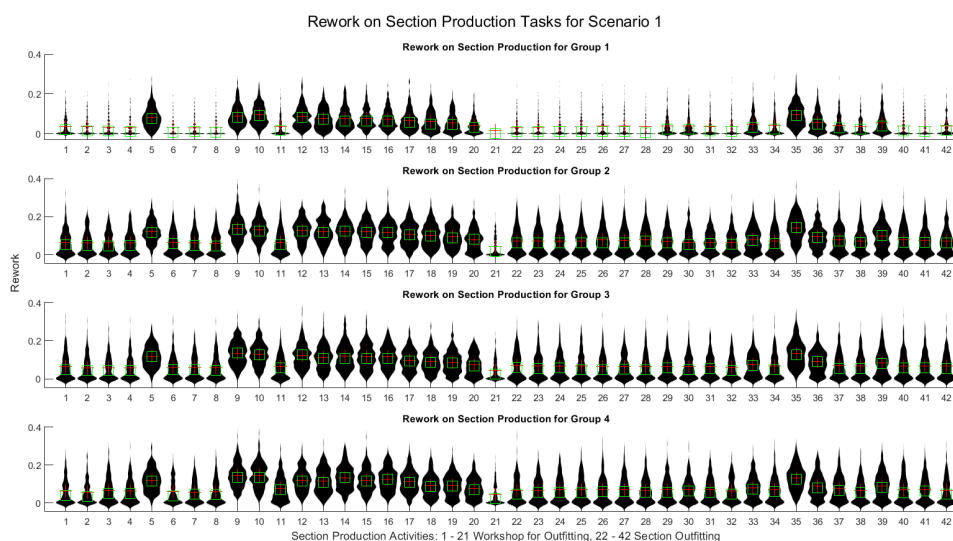 Rework on Section Production Tasks for Scenario 1
Rework on Section Production for Group 1
0.4
0.2
0
1 2 3 4 5 6 7 8 9 10 11 12 13 14 15 16 17 18 19 20 21 22 23 24 25 26 27 28 29 30 31 32 33 34 35 36 37 38 39 40 41 42
Rework on Section Production for Group 2
0.4
0.2
0
1 2 3 4 5 6 7 8 9 10 11 12 13 14 15 16 17 18 19 20 21 22 23 24 25 26 27 28 29 30 31 32 33 34 35 36 37 38 39 40 41 42
Rework
Rework on Section Production for Group 3
0.4
0.2
0
1 2 3 4 5 6 7 8 9 10 11 12 13 14 15 16 17 18 19 20 21 22 23 24 25 26 27 28 29 30 31 32 33 34 35 36 37 38 39 40 41 42
Rework on Section Production for Group 4
0.4
0.2
0
1 2 3 4 5 6 7 8 9 10 11 12 13 14 15 16 17 18 19 20 21 22 23 24 25 26 27 28 29 30 31 32 33 34 35 36 37 38 39 40 41 42
Section Production Activities: 1 - 21 Workshop for Outfitting, 22 - 42 Section Outfitting